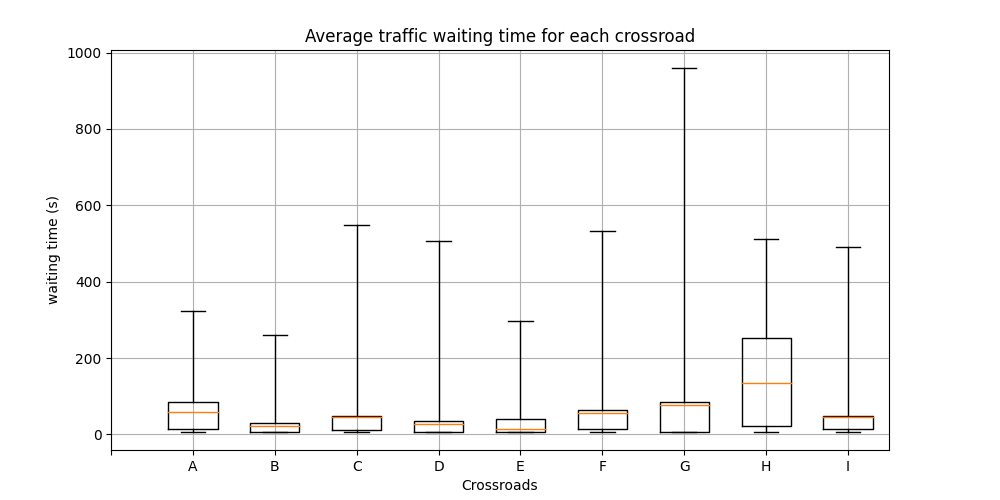 Average traffic waiting time for each crossroad
1000
800
600
400
200
0
waiting time (s)
A B C D E F G H I
Crossroads